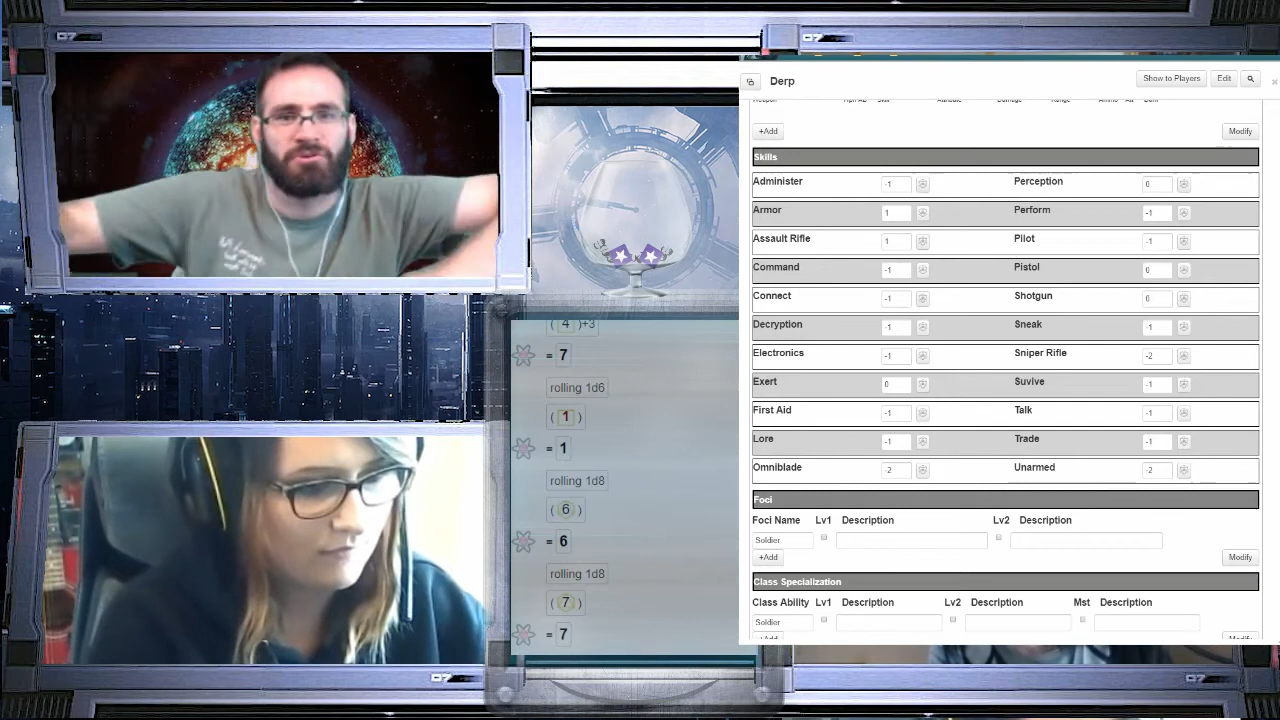 Derp
Show to Players
Edit
+Add
Modify
Skills
Administer -1 Perception 0
Armor 1 Perform -1
Assault Rifle 1 Pilot -1
Command -1 Pistol 0
Connect -1 Shotgun 0
Decryption -1 Sneak -1
Electronics -1 Sniper Rifle -2
Exert 0 Suvive -1
First Aid -1 Talk -1
Lore -1 Trade -1
Omniblade -2 Unarmed -2
Foci
Foci Name Lv1 Description Lv2 Description
Soldier
+Add Modify
Class Specialization
Class Ability Lv1 Description Lv2 Description Mst Description
Soldier
(4)+3
= 7
rolling 1d6
(1)
= 1
rolling 1d8
(6)
= 6
rolling 1d8
(7)
= 7